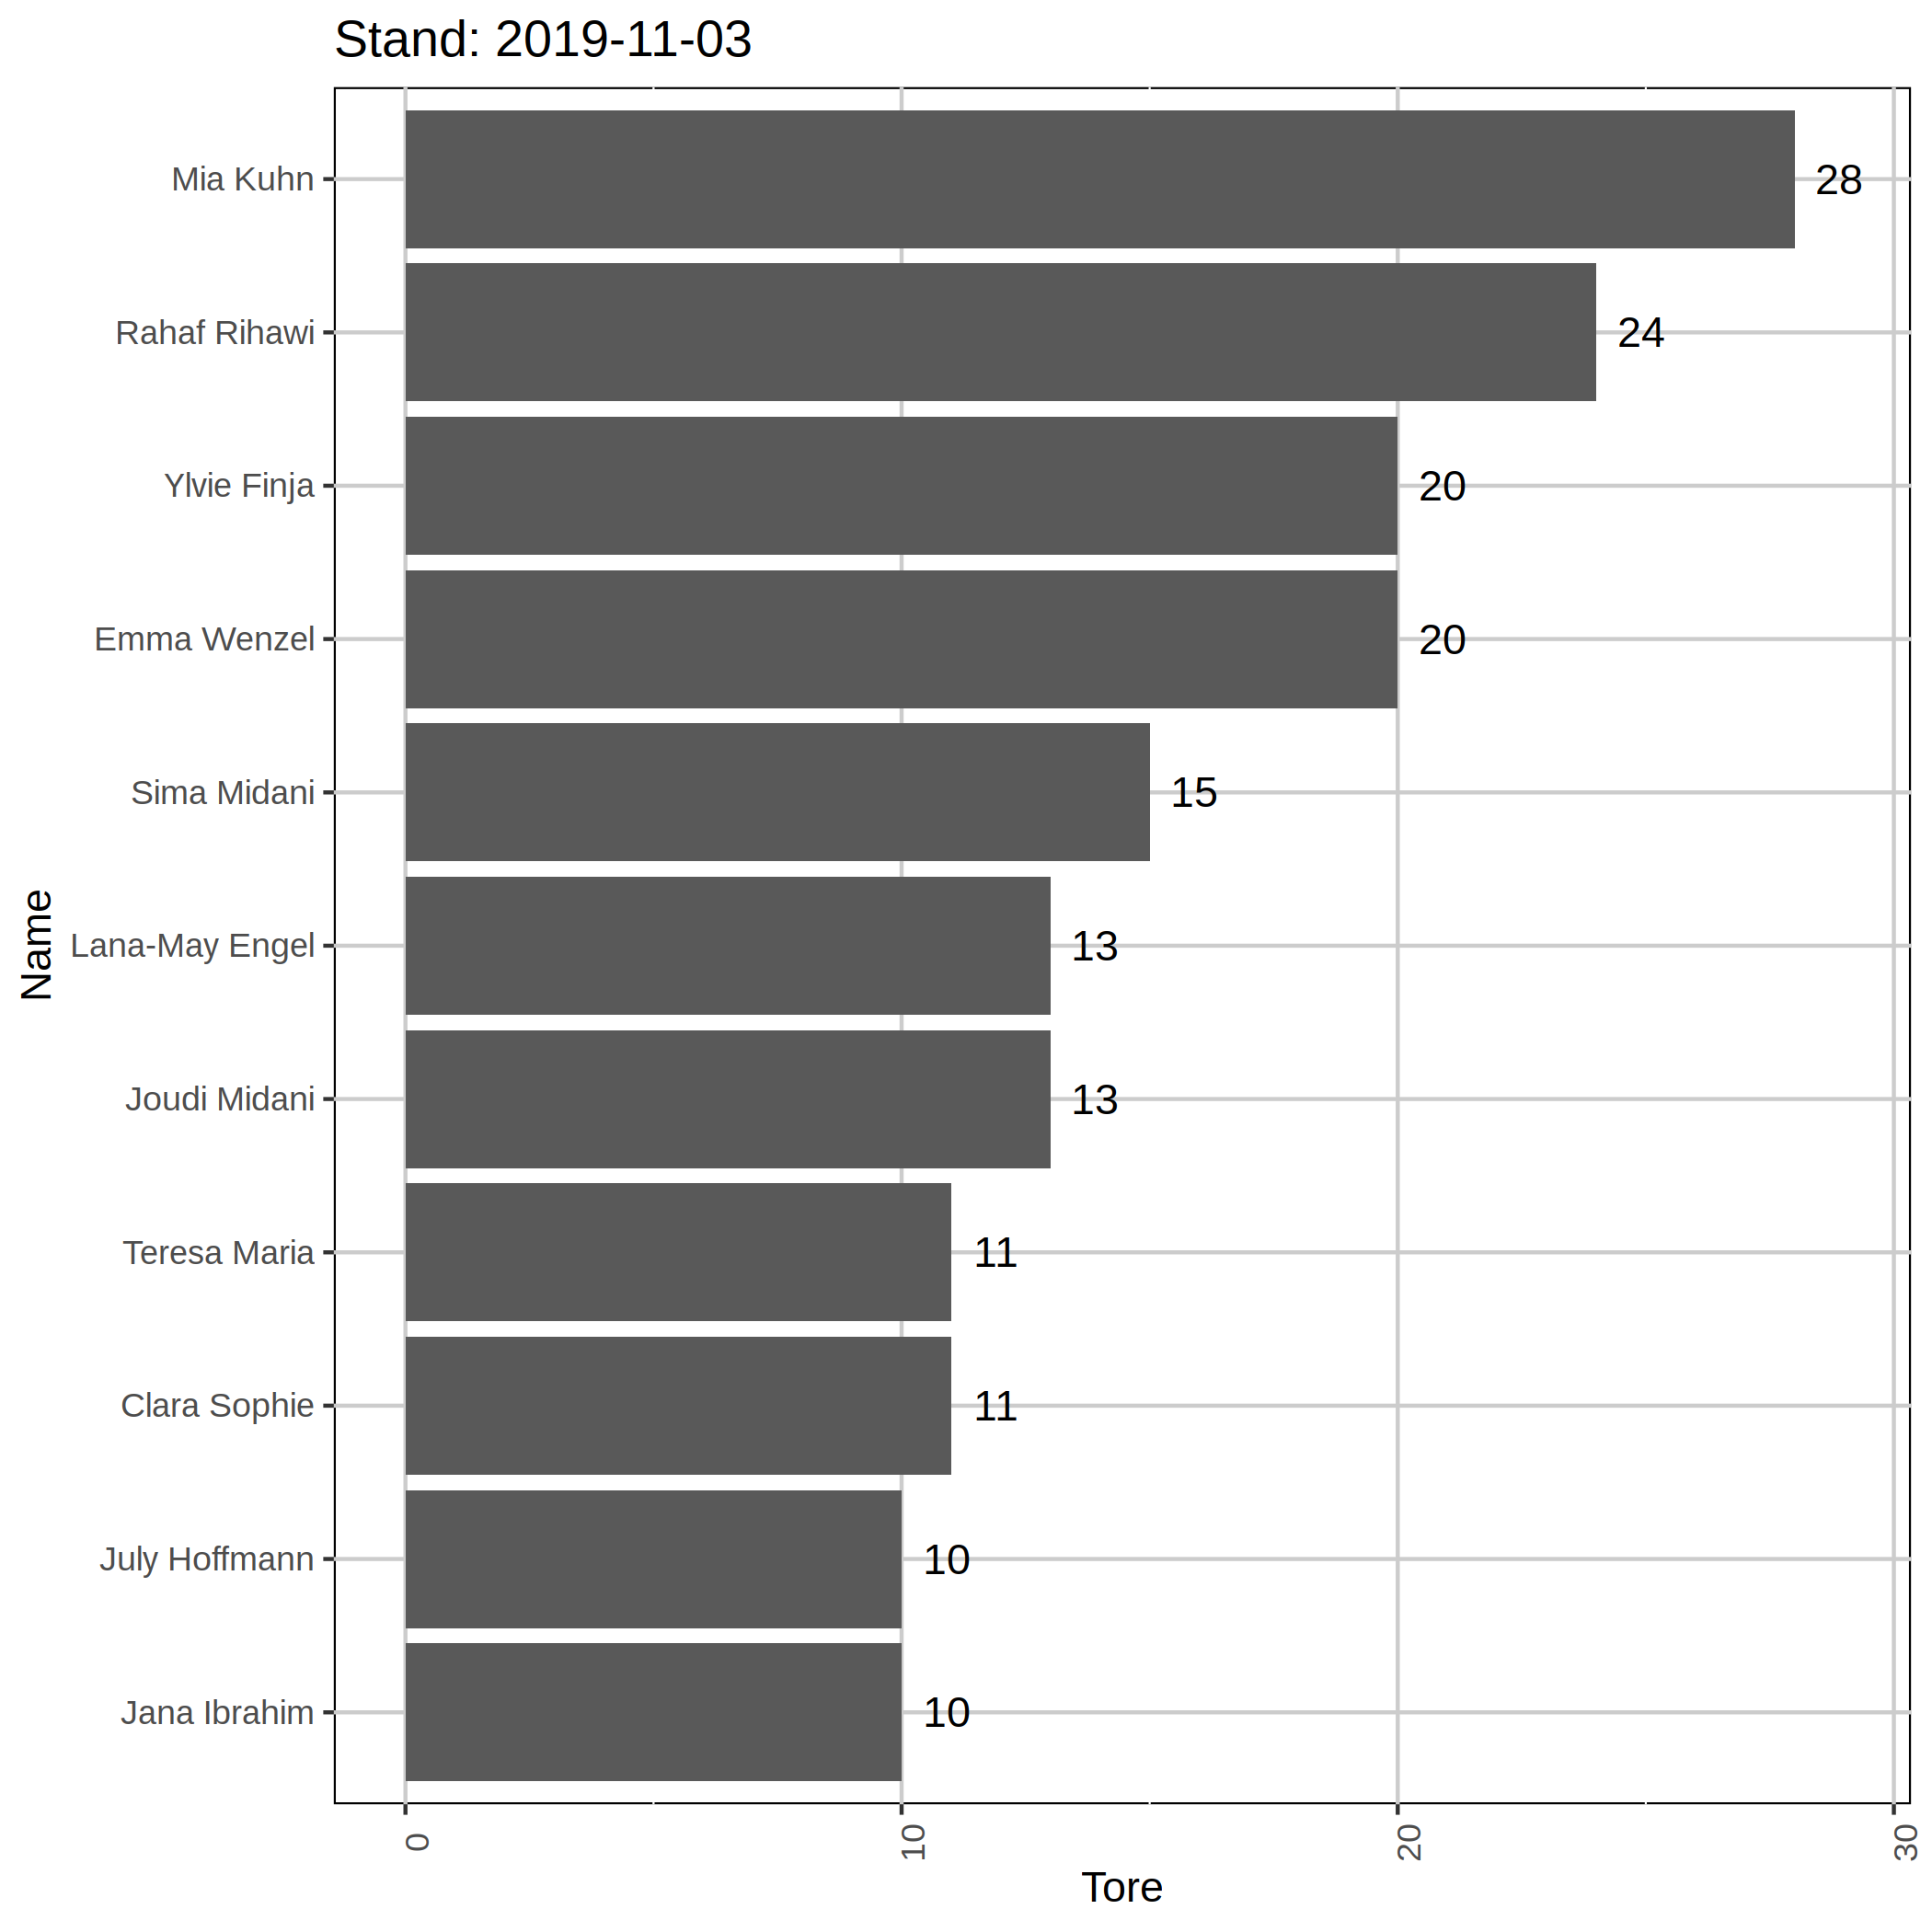 Stand: 2019-11-03
Mia Kuhn 28
Rahaf Rihawi 24
Ylvie Finja 20
Emma Wenzel 20
Sima Midani 15
Lana-May Engel 13
Joudi Midani 13
Teresa Maria 11
Clara Sophie 11
July Hoffmann 10
Jana Ibrahim 10
Name
0 10 20 30
Tore